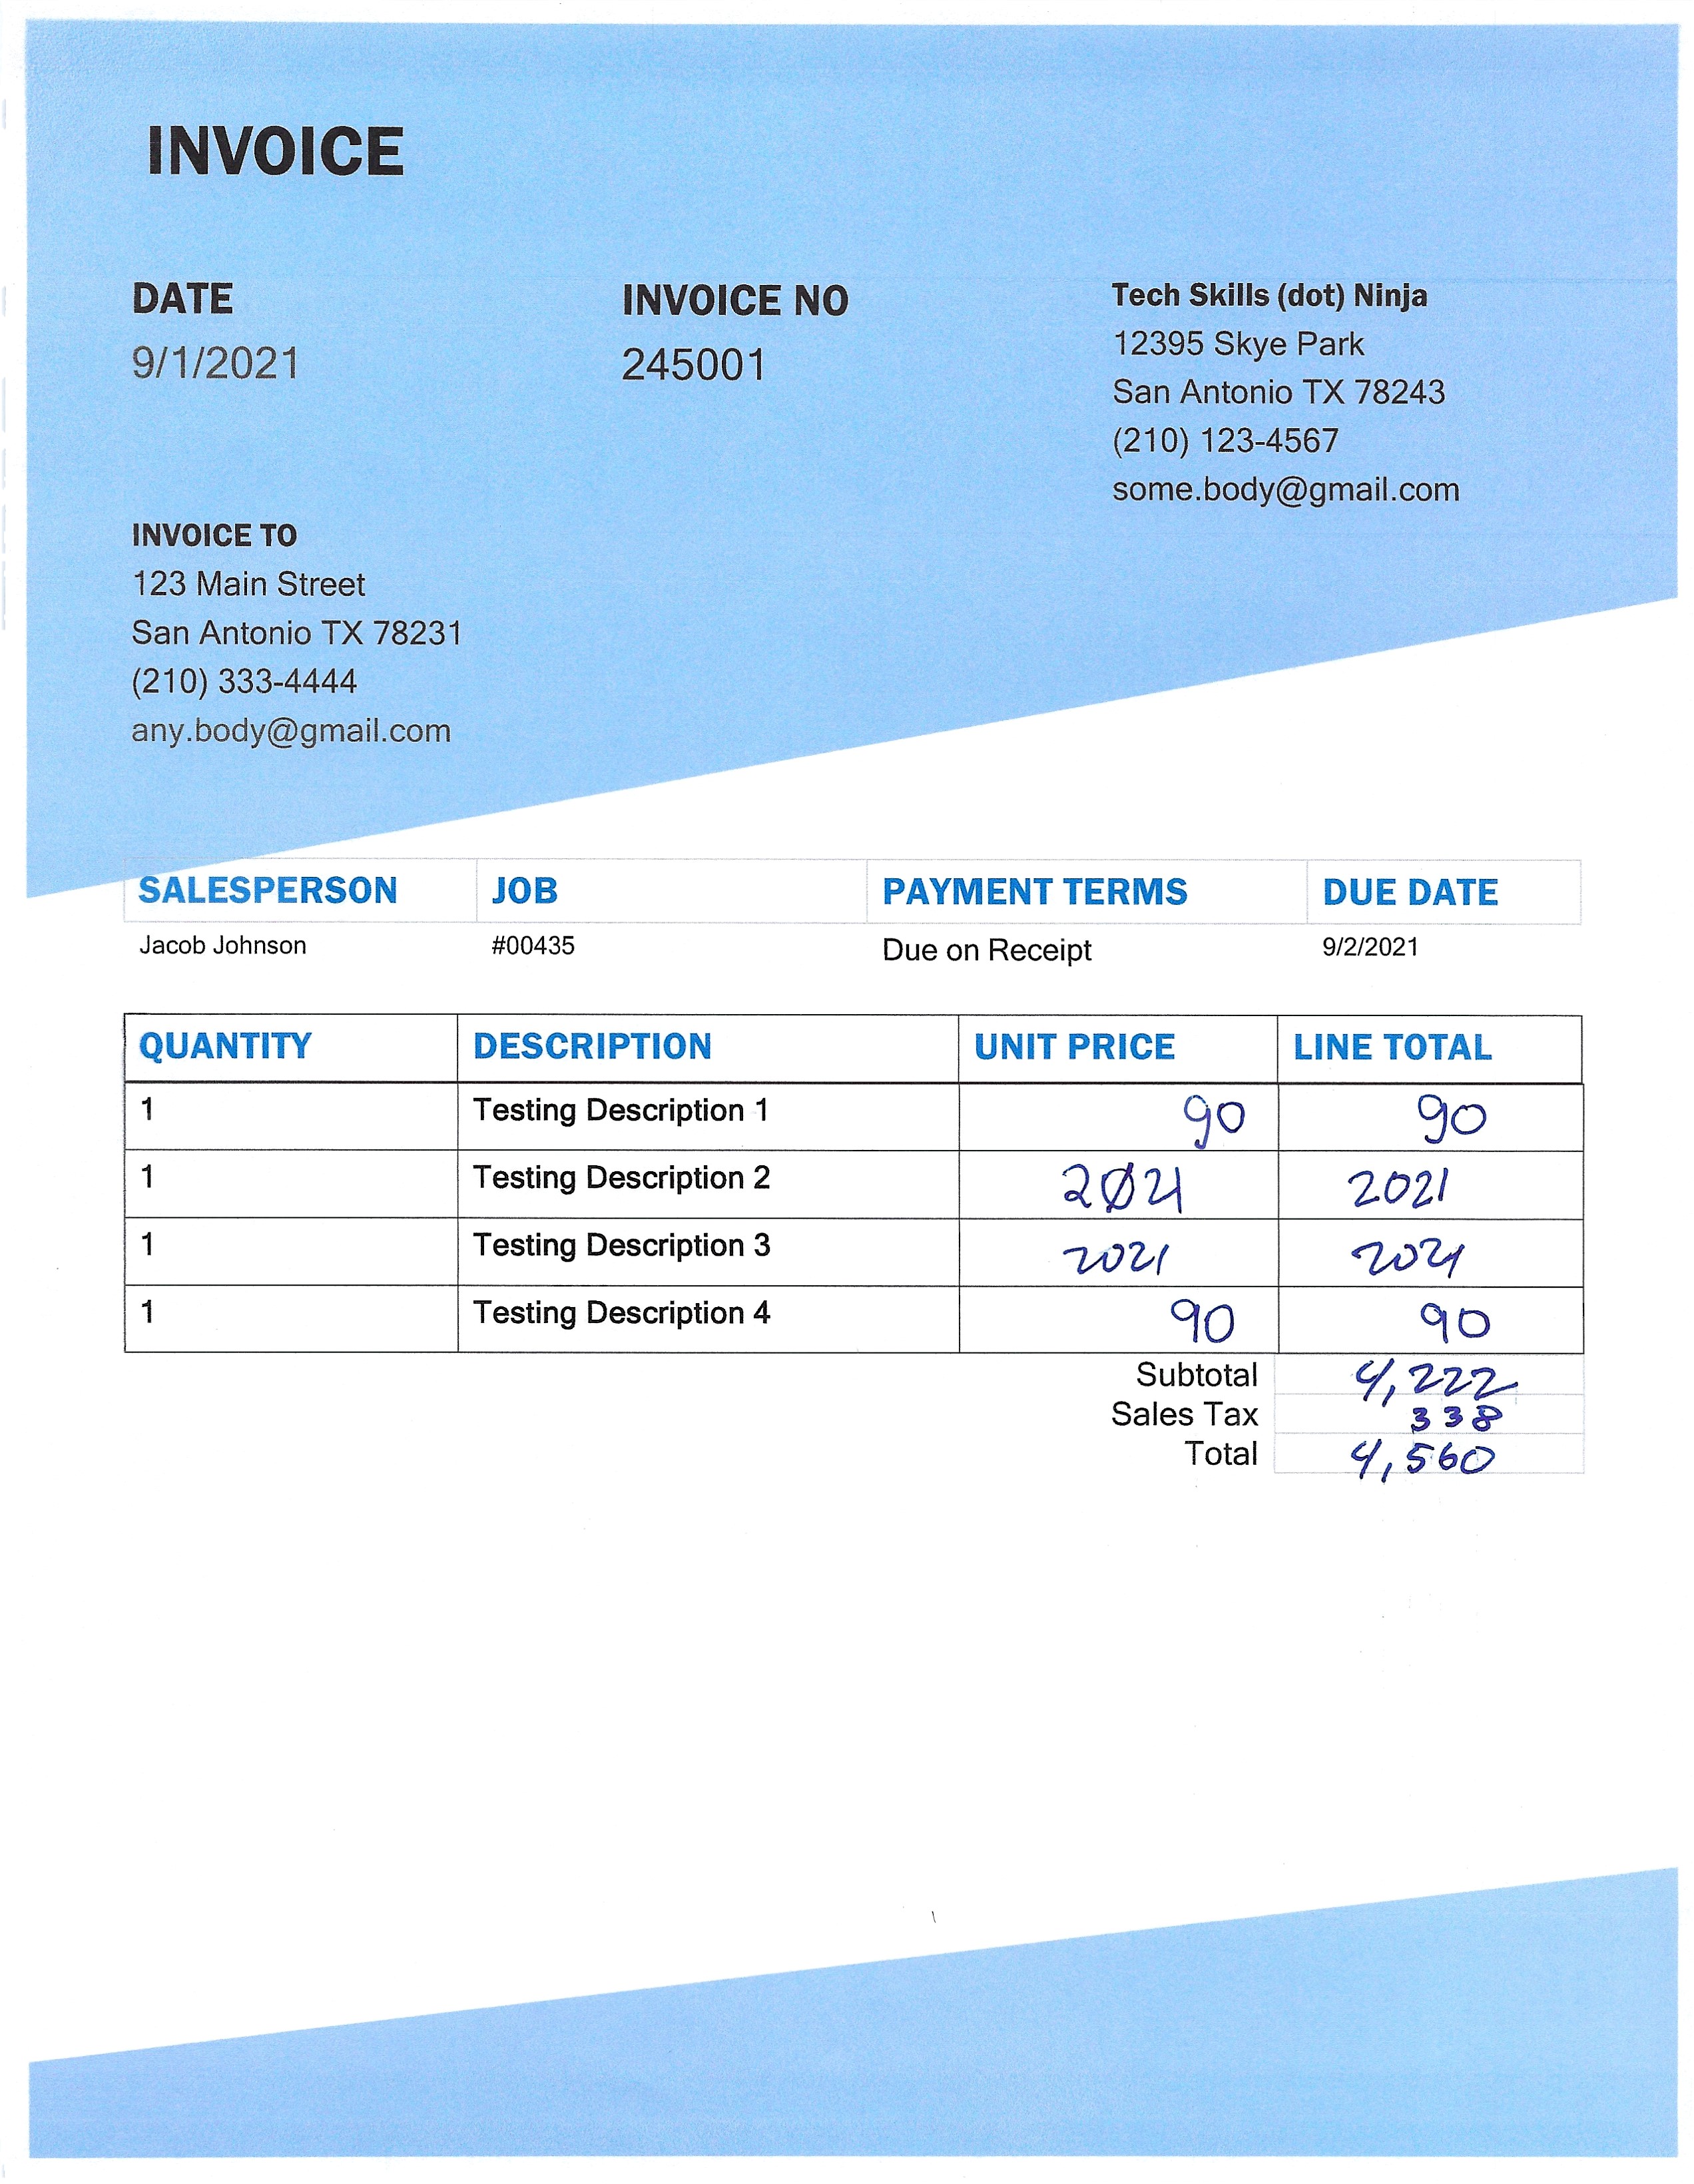 INVOICE
DATE
9/1/2021
INVOICE NO
245001
Tech Skills (dot) Ninja
12395 Skye Park
San Antonio TX 78243
(210) 123-4567
some.body@gmail.com
INVOICE TO
123 Main Street
San Antonio TX 78231
(210) 333-4444
any.body@gmail.com
SALESPERSON JOB PAYMENT TERMS DUE DATE
Jacob Johnson #00435 Due on Receipt 9/2/2021
QUANTITY DESCRIPTION UNIT PRICE LINE TOTAL
1 Testing Description 1 90 90
1 Testing Description 2 2021 2021
1 Testing Description 3 2021 2021
1 Testing Description 4 90 90
Subtotal 4,222
Sales Tax 338
Total 4,560